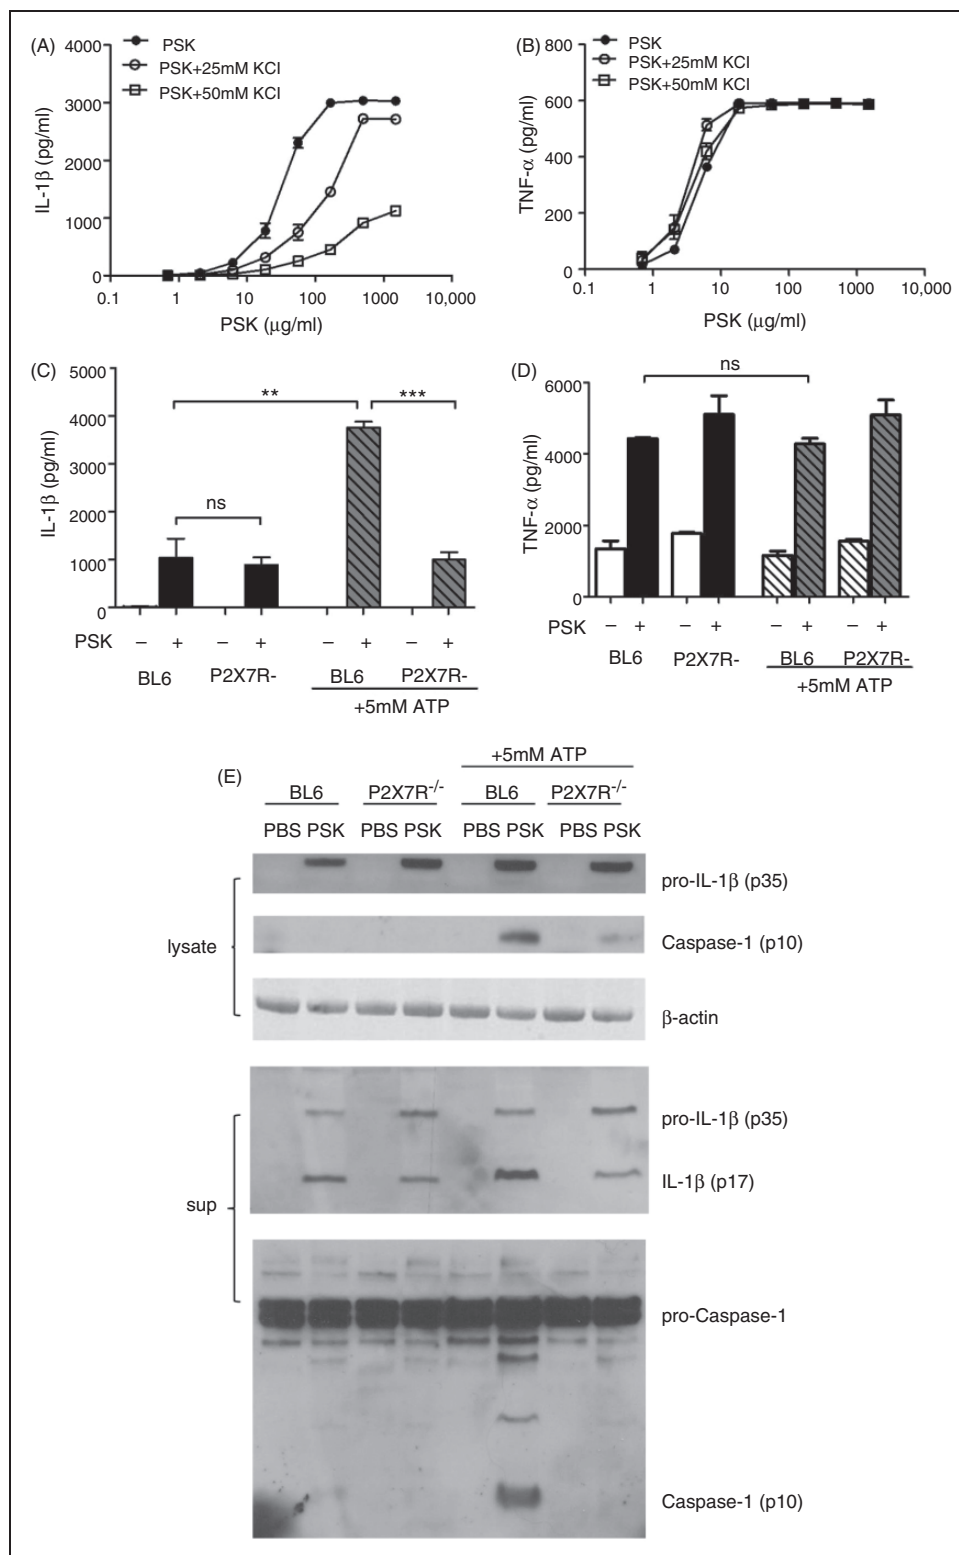 (A)
4000
3000
2000
1000
0
IL-1β (pg/ml)
PSK
PSK+25mM KCl
PSK+50mM KCl
0.1 1 10 100 1000 10,000
PSK (μg/ml)
(B)
800
600
400
200
0
TNF-α (pg/ml)
PSK
PSK+25mM KCl
PSK+50mM KCl
0.1 1 10 100 1000 10,000
PSK (μg/ml)
(C)
5000
4000
3000
2000
1000
0
IL-1β (pg/ml)
** ***
ns
PSK − + − + − + − +
BL6 P2X7R- BL6 P2X7R-
+5mM ATP
(D)
6000
4000
2000
0
TNF-α (pg/ml)
ns
PSK − + − + − + − +
BL6 P2X7R- BL6 P2X7R-
+5mM ATP
(E)
+5mM ATP
BL6 P2X7R-/- BL6 P2X7R-/-
PBS PSK PBS PSK PBS PSK PBS PSK
pro-IL-1β (p35)
lysate
Caspase-1 (p10)
β-actin
pro-IL-1β (p35)
sup
IL-1β (p17)
pro-Caspase-1
Caspase-1 (p10)